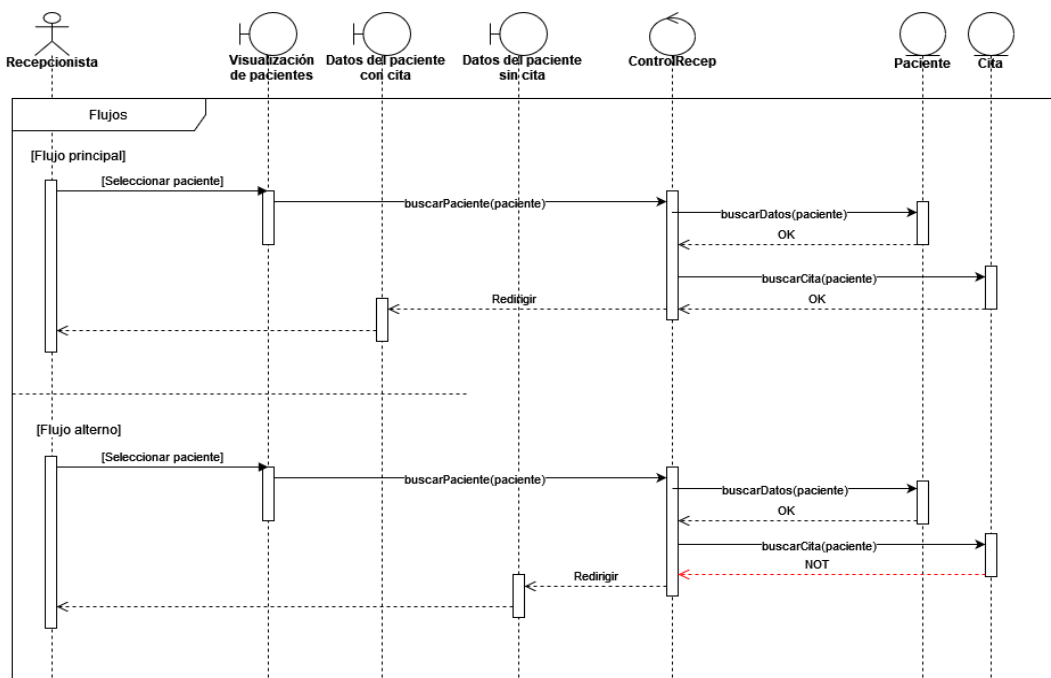 Recepcionista
Visualización
de pacientes
Datos del paciente
con cita
Datos del paciente
sin cita
ControlRecep
Paciente
Cita
Flujos
[Flujo principal]
[Seleccionar paciente]
buscarPaciente(paciente)
buscarDatos(paciente)
OK
buscarCita(paciente)
Redirigir
OK
[Flujo alterno]
[Seleccionar paciente]
buscarPaciente(paciente)
buscarDatos(paciente)
OK
buscarCita(paciente)
NOT
Redirigir